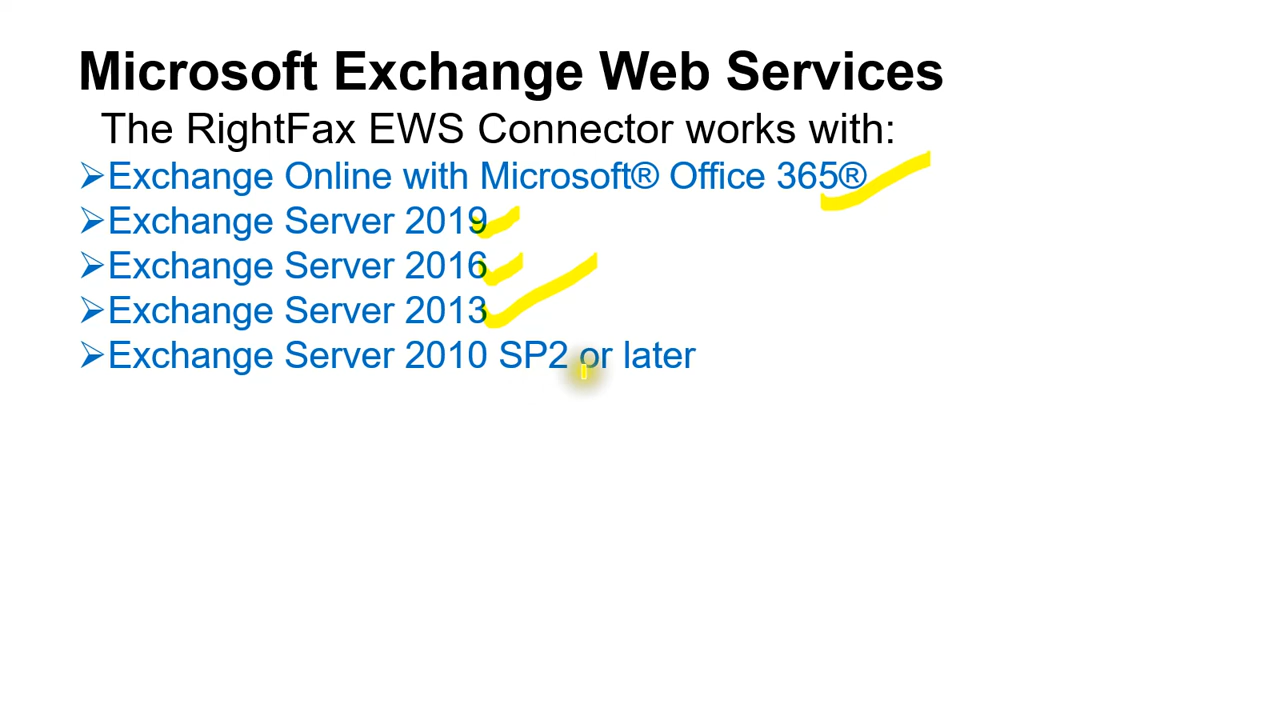 Microsoft Exchange Web Services
The RightFax EWS Connector works with:
➢Exchange Online with Microsoft® Office 365®
➢Exchange Server 2019
➢Exchange Server 2016
➢Exchange Server 2013
➢Exchange Server 2010 SP2 or later